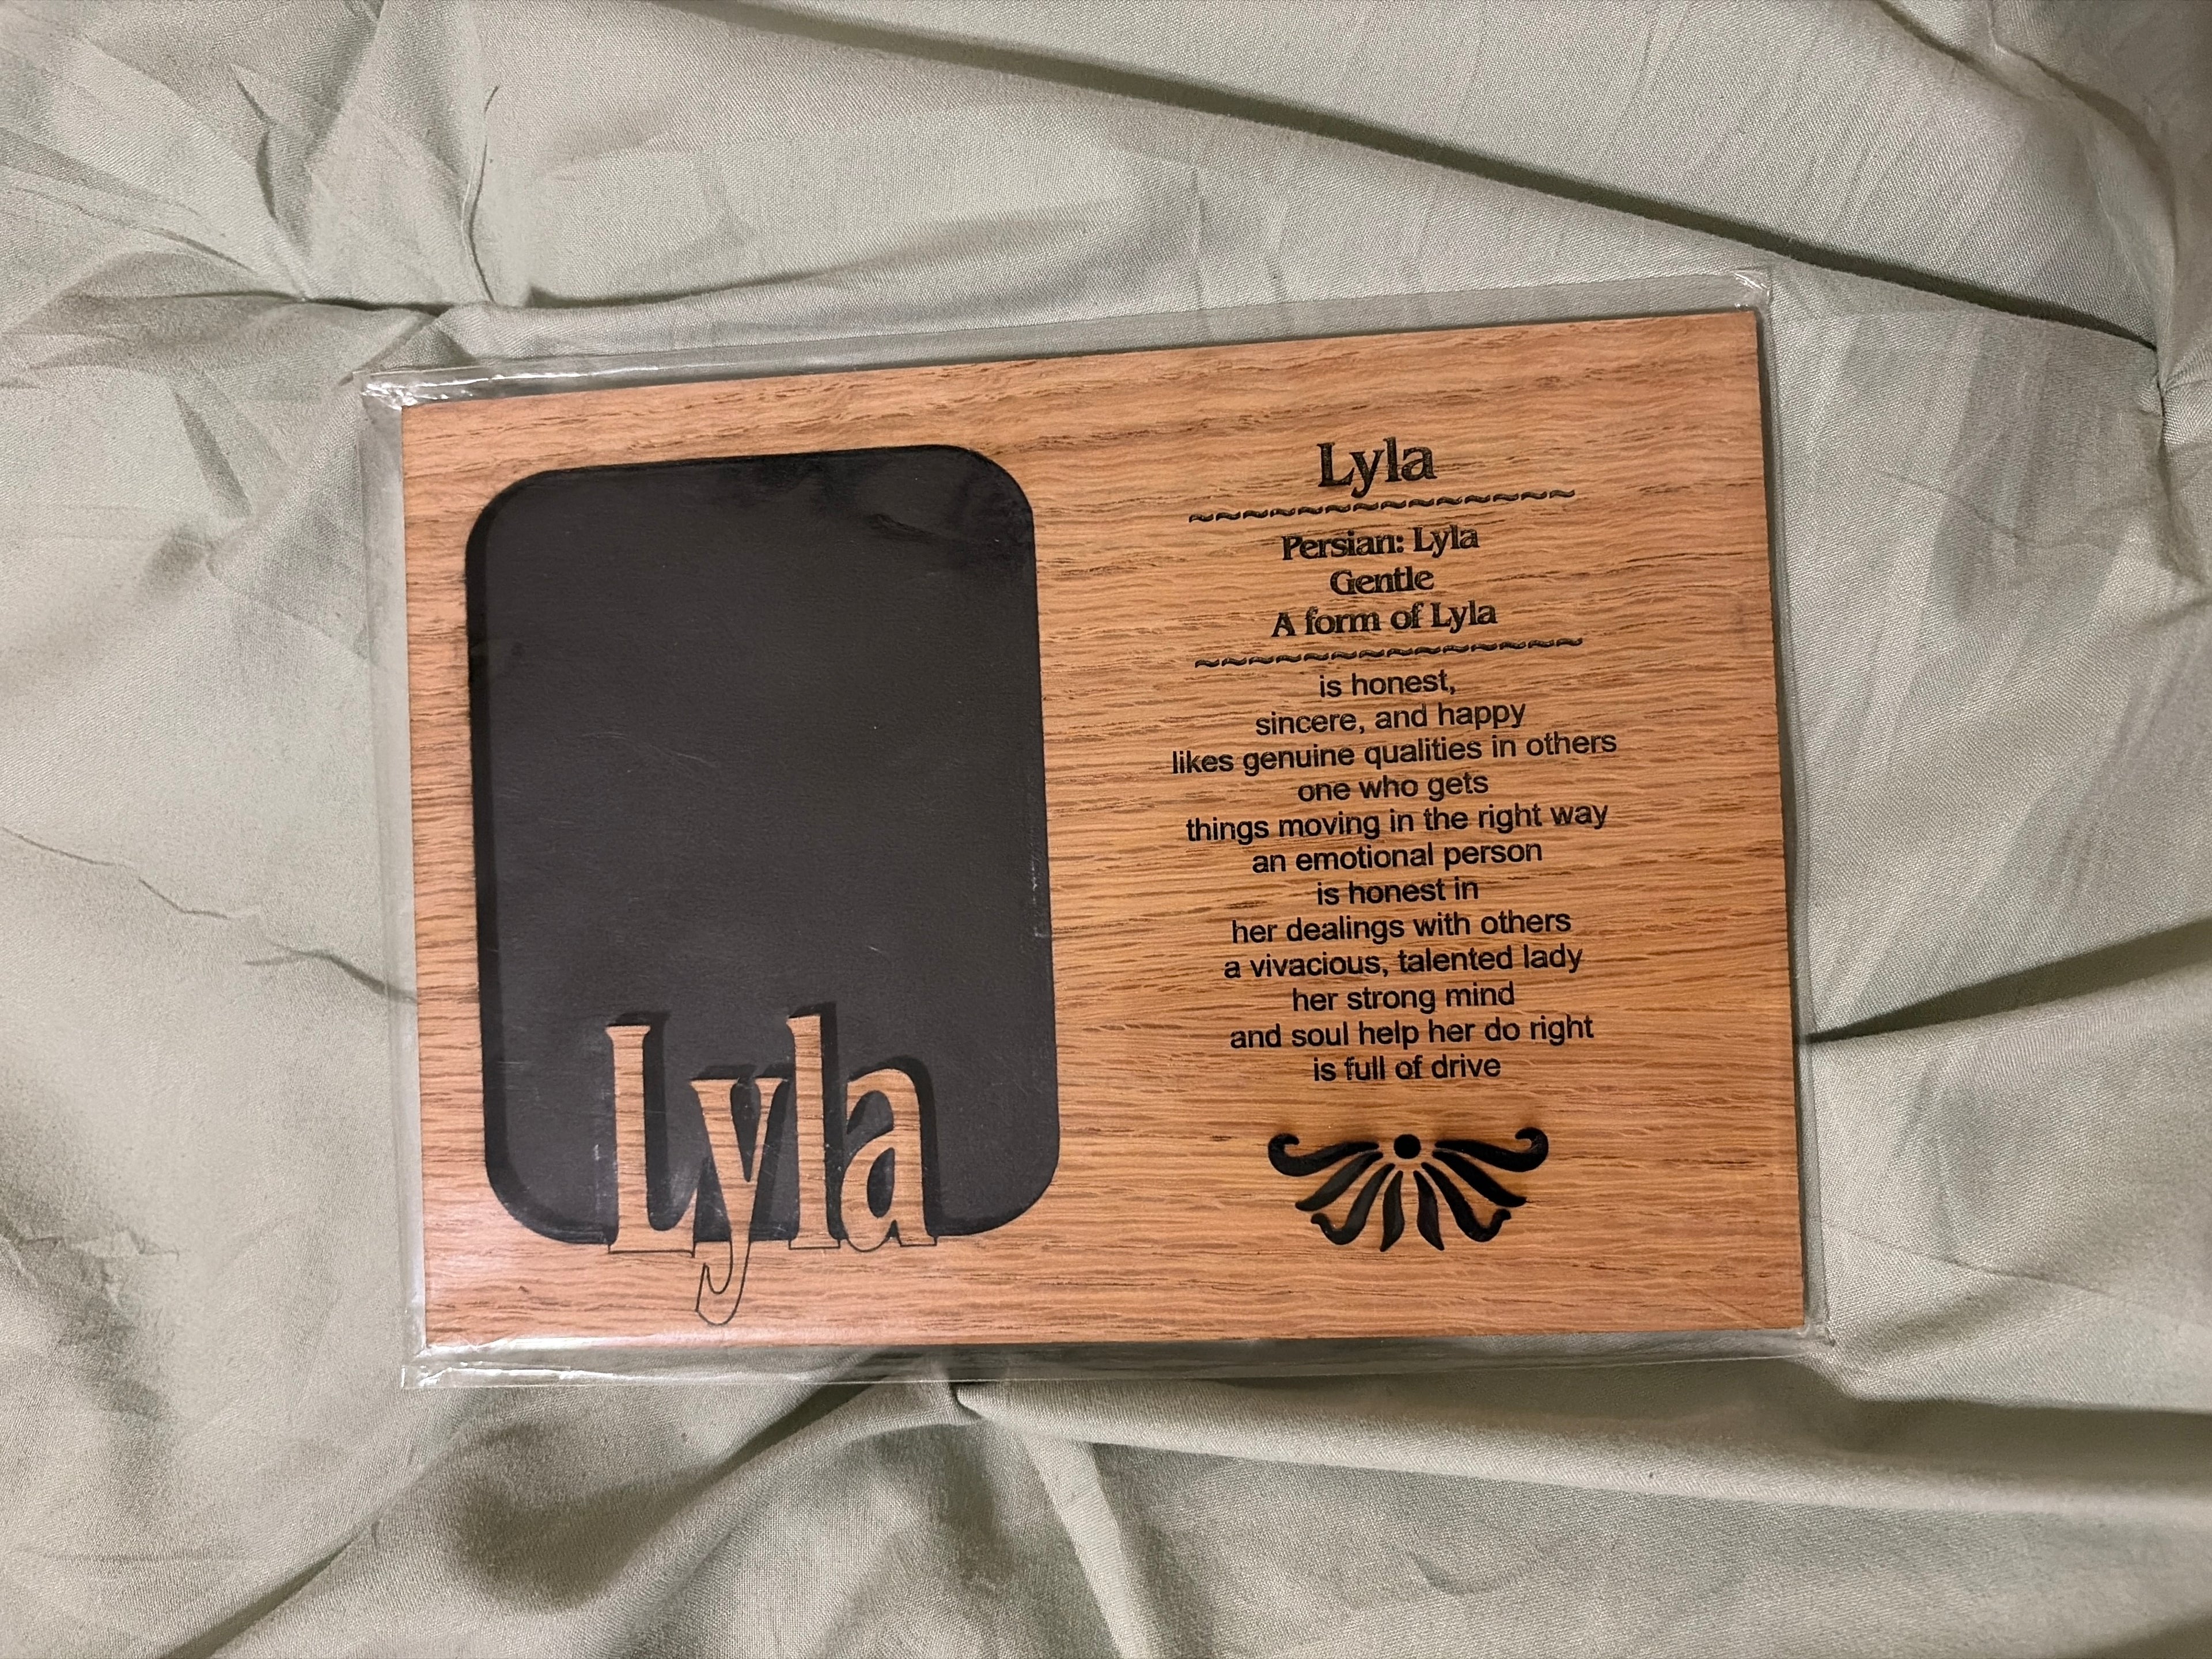 Lyla
Lyla
Persian: Lyla
Gentle
A form of Lyla
is honest,
sincere, and happy
likes genuine qualities in others
one who gets
things moving in the right way
an emotional person
is honest in
her dealings with others
a vivacious, talented lady
her strong mind
and soul help her do right
is full of drive